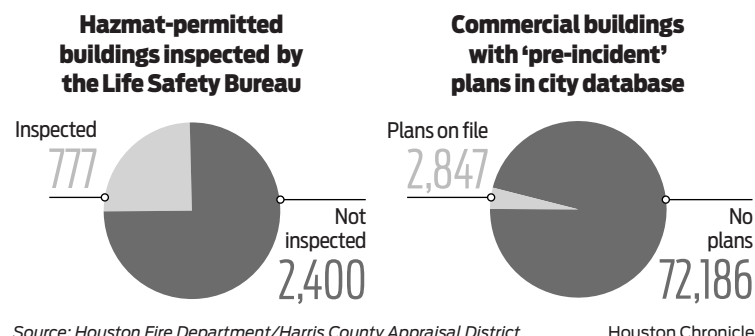 Hazmat-permitted
buildings inspected by
the Life Safety Bureau
Inspected
777
Not
inspected
2,400
Commercial buildings
with ‘pre-incident’
plans in city database
Plans on file
2,847
No
plans
72,186
Source: Houston Fire Department/Harris County Appraisal District
Houston Chronicle